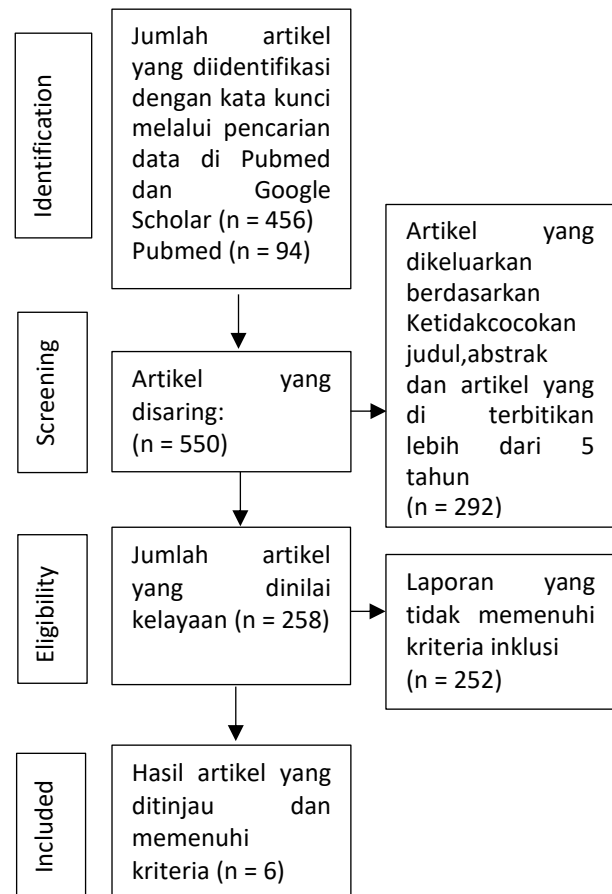 Identification
Jumlah artikel
yang diidentifikasi
dengan kata kunci
melalui pencarian
data di Pubmed
dan Google
Scholar (n = 456)
Pubmed (n = 94)
Screening
Artikel yang
disaring:
(n = 550)
Artikel yang
dikeluarkan
berdasarkan
Ketidakcocokan
judul,abstrak
dan artikel yang
di terbitikan
lebih dari 5
tahun
(n = 292)
Eligibility
Jumlah artikel
yang dinilai
kelayaan (n = 258)
Laporan yang
tidak memenuhi
kriteria inklusi
(n = 252)
Included
Hasil artikel yang
ditinjau dan
memenuhi
kriteria (n = 6)